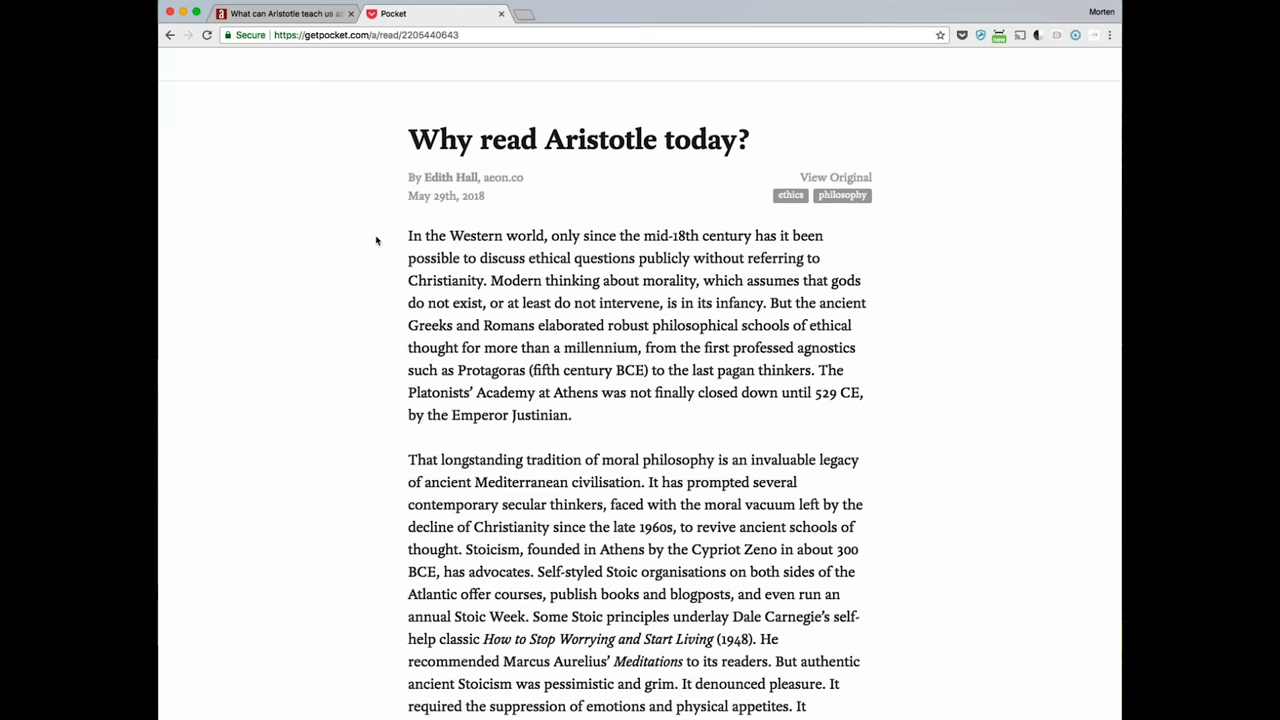 What can Aristotle teach us ab
Pocket
Morten
Secure
https://getpocket.com/a/read/2205440643
new
Why read Aristotle today?
By Edith Hall, aeon.co
View Original
May 29th, 2018
ethics
philosophy
In the Western world, only since the mid-18th century has it been
possible to discuss ethical questions publicly without referring to
Christianity. Modern thinking about morality, which assumes that gods
do not exist, or at least do not intervene, is in its infancy. But the ancient
Greeks and Romans elaborated robust philosophical schools of ethical
thought for more than a millennium, from the first professed agnostics
such as Protagoras (fifth century BCE) to the last pagan thinkers. The
Platonists’ Academy at Athens was not finally closed down until 529 CE,
by the Emperor Justinian.
That longstanding tradition of moral philosophy is an invaluable legacy
of ancient Mediterranean civilisation. It has prompted several
contemporary secular thinkers, faced with the moral vacuum left by the
decline of Christianity since the late 1960s, to revive ancient schools of
thought. Stoicism, founded in Athens by the Cypriot Zeno in about 300
BCE, has advocates. Self-styled Stoic organisations on both sides of the
Atlantic offer courses, publish books and blogposts, and even run an
annual Stoic Week. Some Stoic principles underlay Dale Carnegie’s self-
help classic How to Stop Worrying and Start Living (1948). He
recommended Marcus Aurelius’ Meditations to its readers. But authentic
ancient Stoicism was pessimistic and grim. It denounced pleasure. It
required the suppression of emotions and physical appetites. It